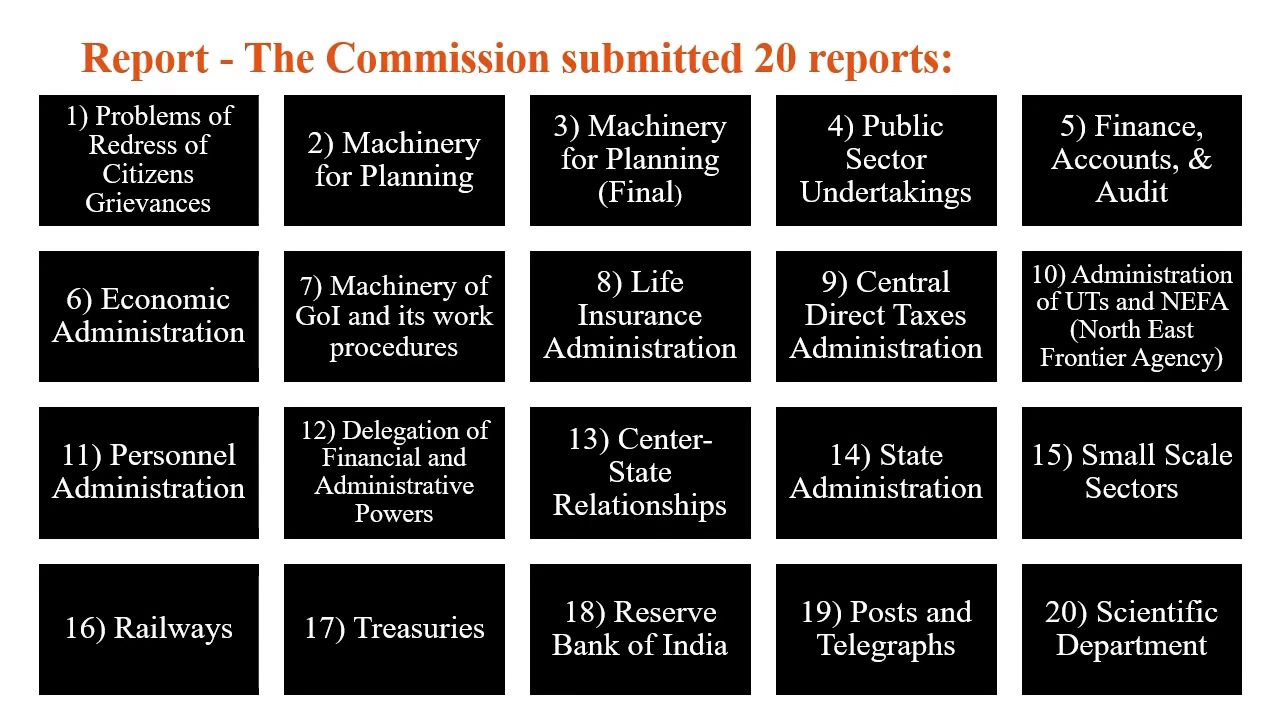 Report - The Commission submitted 20 reports:
1) Problems of
Redress of
Citizens
Grievances
2) Machinery
for Planning
3) Machinery
for Planning
(Final)
4) Public
Sector
Undertakings
5) Finance,
Accounts, &
Audit
6) Economic
Administration
7) Machinery of
GoI and its work
procedures
8) Life
Insurance
Administration
9) Central
Direct Taxes
Administration
10) Administration
of UTs and NEFA
(North East
Frontier Agency)
11) Personnel
Administration
12) Delegation of
Financial and
Administrative
Powers
13) Center-
State
Relationships
14) State
Administration
15) Small Scale
Sectors
16) Railways
17) Treasuries
18) Reserve
Bank of India
19) Posts and
Telegraphs
20) Scientific
Department